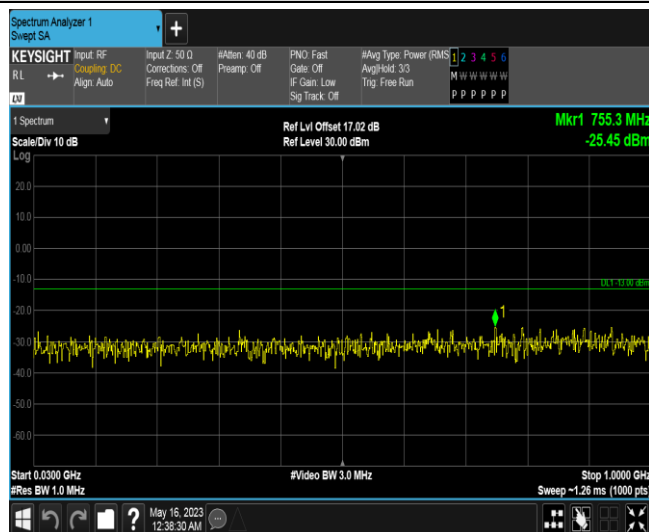 Spectrum Analyzer 1
Swept SA
+
KEYSIGHT Input: RF Input Z: 50 Ω #Atten: 40 dB PNO: Fast #Avg Type: Power (RMS 1 2 3 4 5 6
RL Coupling: DC Corrections: Off Preamp: Off Gate: Off Avg|Hold: 3/3 M W W W W W
Align: Auto Freq Ref: Int (S) IF Gain: Low Trig: Free Run
Sig Track: Off P P P P P P
LXI
1 Spectrum Ref Lvl Offset 17.02 dB Mkr1 755.3 MHz
Scale/Div 10 dB Ref Level 30.00 dBm -25.45 dBm
Log
20.0
10.0
0.00
-10.0 DL1 -13.00 dBm
-20.0 1
-30.0
-40.0
-50.0
-60.0
Start 0.0300 GHz #Video BW 3.0 MHz Stop 1.0000 GHz
#Res BW 1.0 MHz Sweep ~1.26 ms (1000 pts)
? May 16, 2023
12:38:30 AM